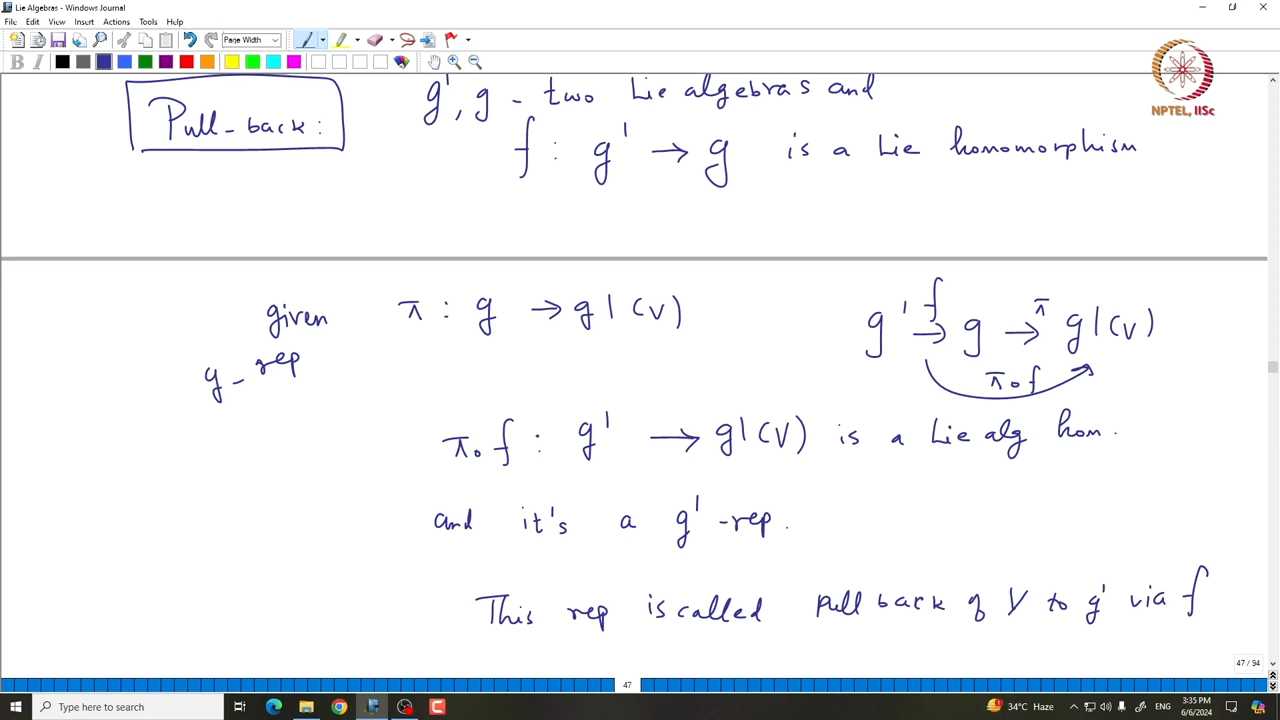 Lie Algebras - Windows Journal
File Edit View Insert Actions Tools Help
Page Width
NPTEL, IISc
Pull-back :
g', g - two Lie algebras and
f : g' → g is a Lie homomorphism
given π : g → gl(V)
g - rep
g' f→ g π→ gl(V)
π∘f
π∘f : g' → gl(V) is a Lie alg hom.
and it's a g' -rep.
This rep is called pull back of V to g' via f
47 / 94
47
Type here to search
34°C Haze
ENG
3:35 PM
6/6/2024
2